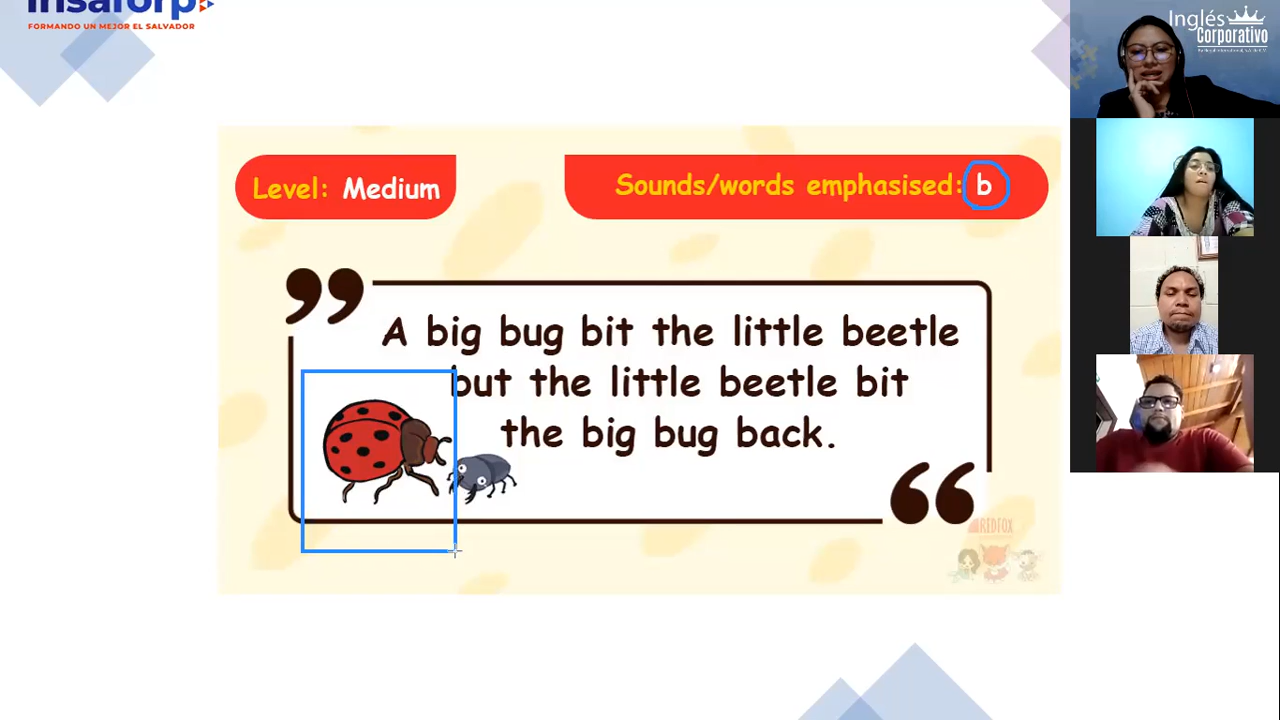 insaforp
FORMANDO UN MEJOR EL SALVADOR
Inglés
Corporativo
Level: Medium
Sounds/words emphasised: b
A big bug bit the little beetle
but the little beetle bit
the big bug back.
REDFOX